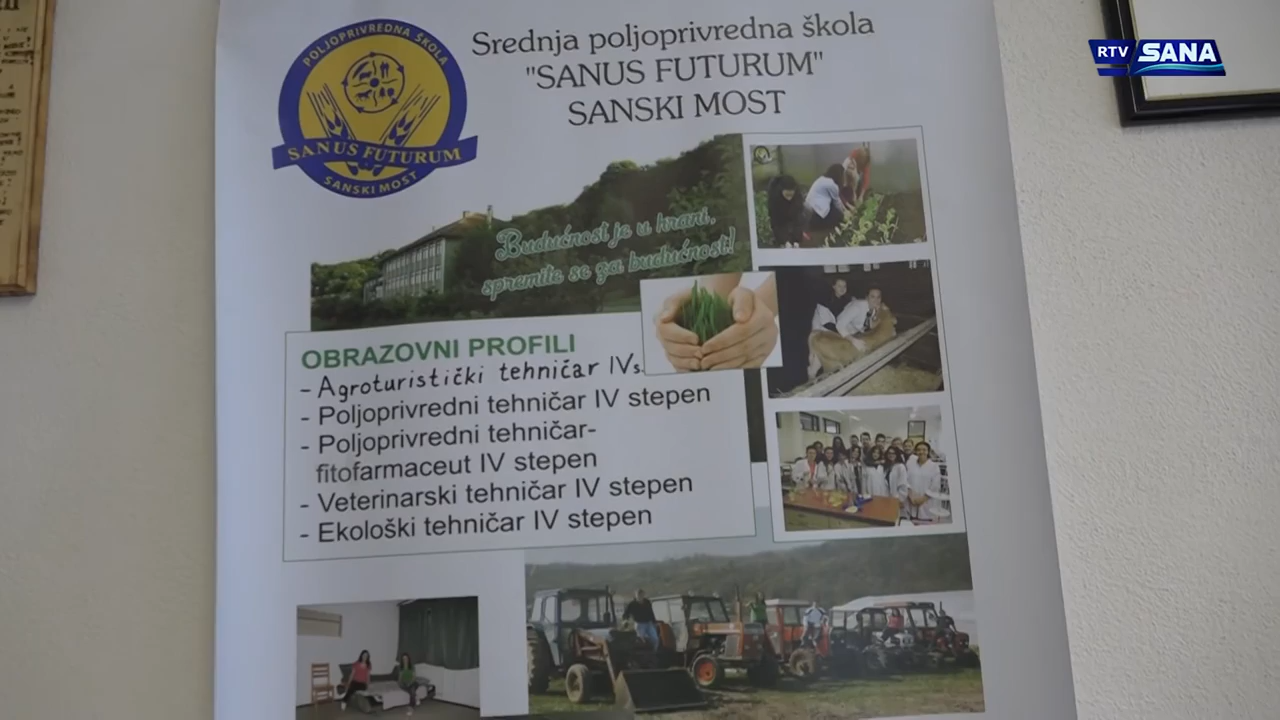 RTV SANA
POLJOPRIVREDNA ŠKOLA
SANUS FUTURUM
SANSKI MOST
Srednja poljoprivredna škola
"SANUS FUTURUM"
SANSKI MOST
Budućnost je u hrani,
spremite se za budućnost!
OBRAZOVNI PROFILI
- Agroturistički tehničar IVs.
- Poljoprivredni tehničar IV stepen
- Poljoprivredni tehničar-
fitofarmaceut IV stepen
- Veterinarski tehničar IV stepen
- Ekološki tehničar IV stepen